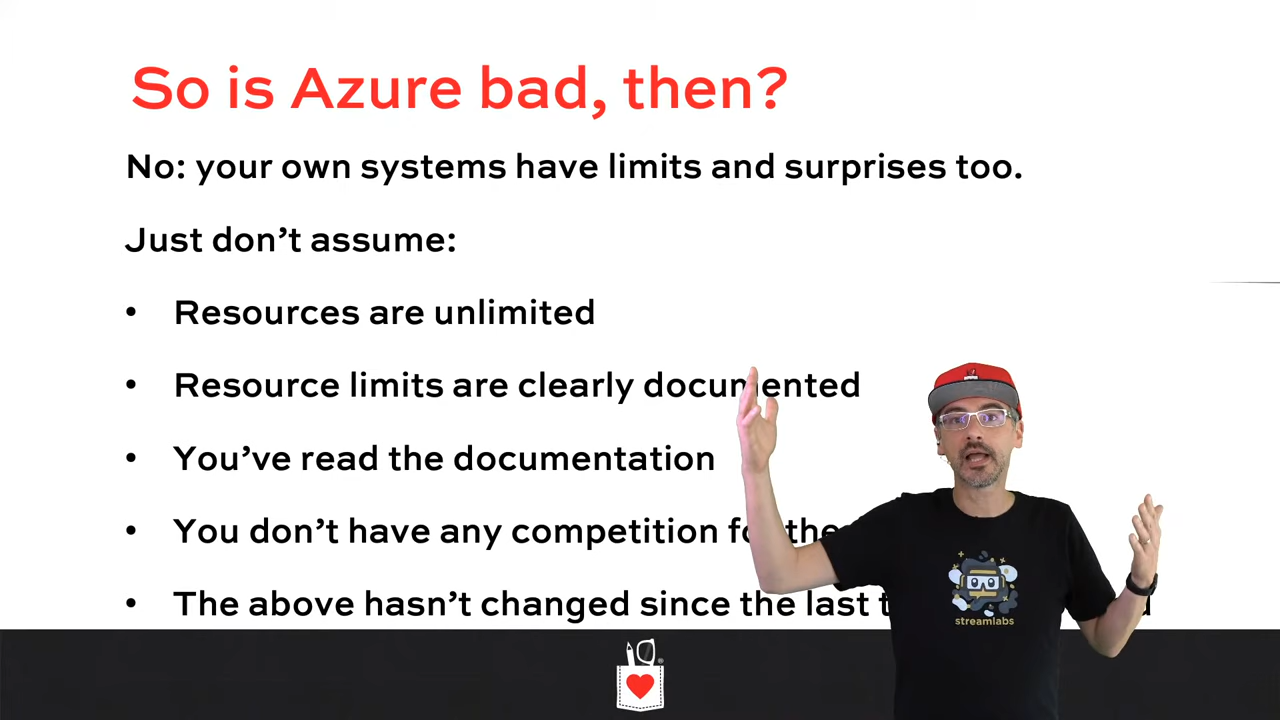 So is Azure bad, then?
No: your own systems have limits and surprises too.
Just don’t assume:
• Resources are unlimited
• Resource limits are clearly documented
• You’ve read the documentation
• You don’t have any competition for the
• The above hasn’t changed since the last
streamlabs